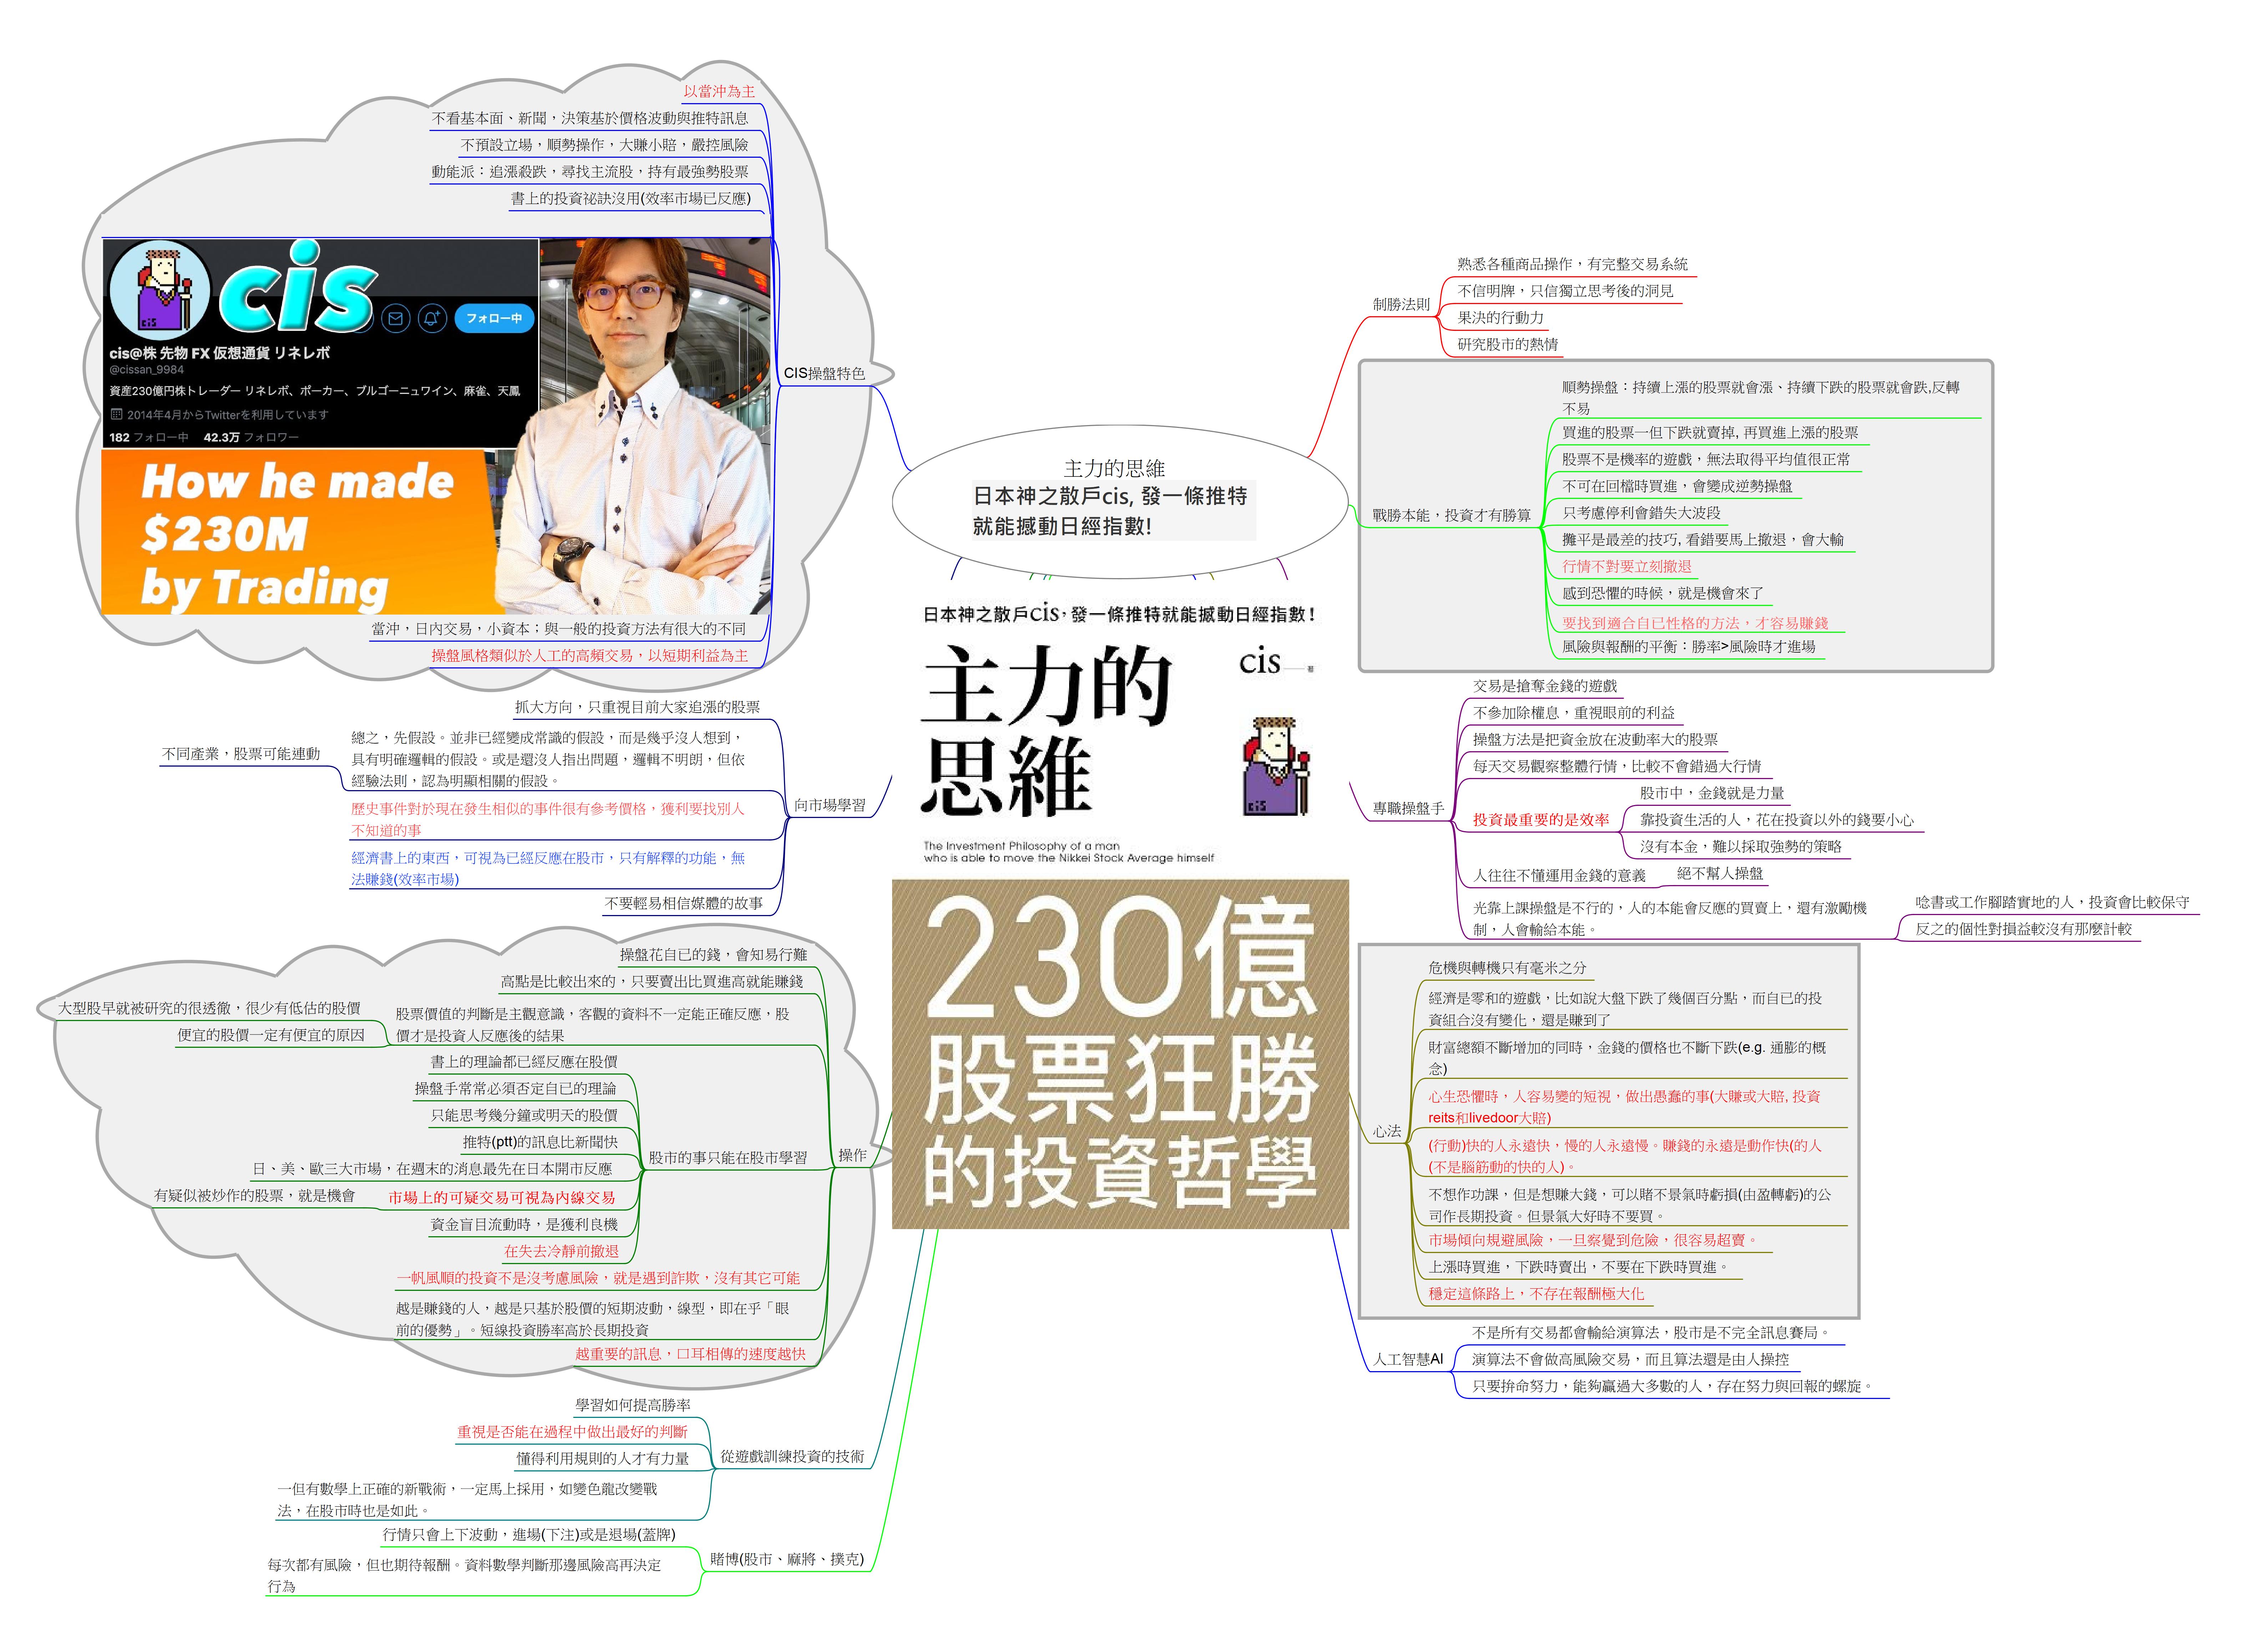 主力的思維
日本神之散戶cis, 發一條推特
就能撼動日經指數!
日本神之散戶cis，發一條推特就能撼動日經指數！
主力的
思維
cis
著
cis
The Investment Philosophy of a man
who is able to move the Nikkei Stock Average himself
230億
股票狂勝
的投資哲學
制勝法則
熟悉各種商品操作，有完整交易系統
不信明牌，只信獨立思考後的洞見
果決的行動力
研究股市的熱情
戰勝本能，投資才有勝算
順勢操盤：持續上漲的股票就會漲、持續下跌的股票就會跌,反轉
不易
買進的股票一但下跌就賣掉, 再買進上漲的股票
股票不是機率的遊戲，無法取得平均值很正常
不可在回檔時買進，會變成逆勢操盤
只考慮停利會錯失大波段
攤平是最差的技巧, 看錯要馬上撤退，會大輸
行情不對要立刻撤退
感到恐懼的時候，就是機會來了
要找到適合自已性格的方法，才容易賺錢
風險與報酬的平衡：勝率>風險時才進場
專職操盤手
交易是搶奪金錢的遊戲
不參加除權息，重視眼前的利益
操盤方法是把資金放在波動率大的股票
每天交易觀察整體行情，比較不會錯過大行情
投資最重要的是效率
股市中，金錢就是力量
靠投資生活的人，花在投資以外的錢要小心
沒有本金，難以採取強勢的策略
人往往不懂運用金錢的意義
絕不幫人操盤
光靠上課操盤是不行的，人的本能會反應的買賣上，還有激勵機
制，人會輸給本能。
唸書或工作腳踏實地的人，投資會比較保守
反之的個性對損益較沒有那麼計較
心法
危機與轉機只有毫米之分
經濟是零和的遊戲，比如說大盤下跌了幾個百分點，而自己的投
資組合沒有變化，還是賺到了
財富總額不斷增加的同時，金錢的價格也不斷下跌(e.g. 通膨的概
念)
心生恐懼時，人容易變的短視，做出愚蠢的事(大賺或大賠, 投資
reits和livedoor大賠)
(行動)快的人永遠快，慢的人永遠慢。賺錢的永遠是動作快(的人
(不是腦筋動的快的人)。
不想作功課，但是想賺大錢，可以賭不景氣時虧損(由盈轉虧)的公
司作長期投資。但景氣大好時不要買。
市場傾向規避風險，一旦察覺到危險，很容易超賣。
上漲時買進，下跌時賣出，不要在下跌時買進。
穩定這條路上，不存在報酬極大化
人工智慧AI
不是所有交易都會輸給演算法，股市是不完全訊息賽局。
演算法不會做高風險交易，而且算法還是由人操控
只要拚命努力，能夠贏過大多數的人，存在努力與回報的螺旋。
CIS操盤特色
以當沖為主
不看基本面、新聞，決策基於價格波動與推特訊息
不預設立場，順勢操作，大賺小賠，嚴控風險
動能派：追漲殺跌，尋找主流股，持有最強勢股票
書上的投資祕訣沒用(效率市場已反應)
cis
cis
フォロー中
cis@株 先物 FX 仮想通貨 リネレボ
@cissan_9984
資産230億円株トレーダー リネレボ、ポーカー、ブルゴーニュワイン、麻雀、天鳳
2014年4月からTwitterを利用しています
182 フォロー中 42.3万 フォロワー
How he made
$230M
by Trading
當沖，日內交易，小資本；與一般的投資方法有很大的不同
操盤風格類似於人工的高頻交易，以短期利益為主
向市場學習
抓大方向，只重視目前大家追漲的股票
總之，先假設。並非已經變成常識的假設，而是幾乎沒人想到，
具有明確邏輯的假設。或是還沒人指出問題，邏輯不明朗，但依
經驗法則，認為明顯相關的假設。
不同產業，股票可能連動
歷史事件對於現在發生相似的事件很有參考價格，獲利要找別人
不知道的事
經濟書上的東西，可視為已經反應在股市，只有解釋的功能，無
法賺錢(效率市場)
不要輕易相信媒體的故事
操作
操盤花自已的錢，會知易行難
高點是比較出來的，只要賣出比買進高就能賺錢
股票價值的判斷是主觀意識，客觀的資料不一定能正確反應，股
價才是投資人反應後的結果
大型股早就被研究的很透徹，很少有低估的股價
便宜的股價一定有便宜的原因
股市的事只能在股市學習
書上的理論都已經反應在股價
操盤手常常必須否定自已的理論
只能思考幾分鐘或明天的股價
推特(ptt)的訊息比新聞快
日、美、歐三大市場，在週末的消息最先在日本開市反應
市場上的可疑交易可視為內線交易
有疑似被炒作的股票，就是機會
資金盲目流動時，是獲利良機
在失去冷靜前撤退
一帆風順的投資不是沒考慮風險，就是遇到詐欺，沒有其它可能
越是賺錢的人，越是只基於股價的短期波動，線型，即在乎「眼
前的優勢」。短線投資勝率高於長期投資
越重要的訊息，口耳相傳的速度越快
從遊戲訓練投資的技術
學習如何提高勝率
重視是否能在過程中做出最好的判斷
懂得利用規則的人才有力量
一但有數學上正確的新戰術，一定馬上採用，如變色龍改變戰
法，在股市時也是如此。
賭博(股市、麻將、撲克)
行情只會上下波動，進場(下注)或是退場(蓋牌)
每次都有風險，但也期待報酬。資料數學判斷那邊風險高再決定
行為